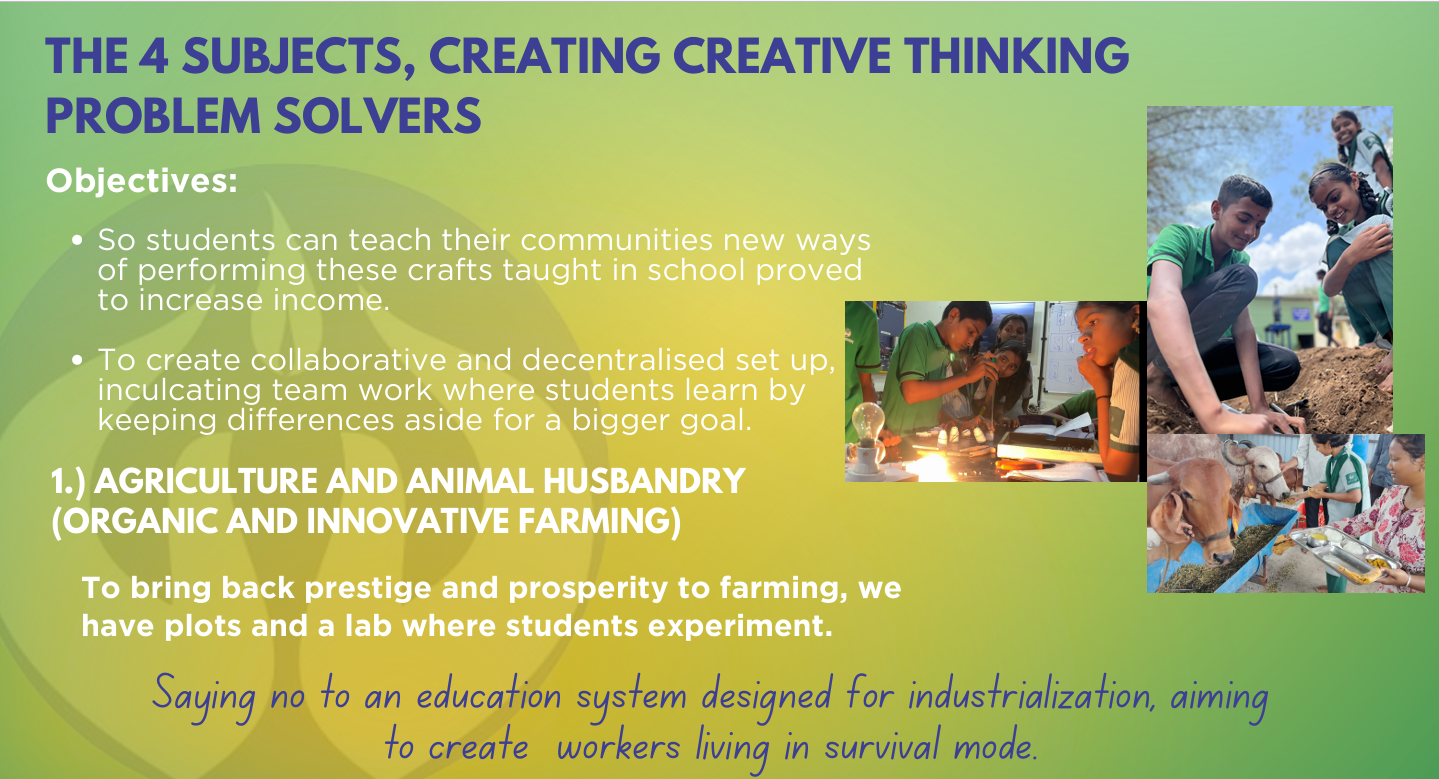 THE 4 SUBJECTS, CREATING CREATIVE THINKING
PROBLEM SOLVERS
Objectives:
• So students can teach their communities new ways
of performing these crafts taught in school proved
to increase income.
• To create collaborative and decentralised set up,
inculcating team work where students learn by
keeping differences aside for a bigger goal.
1.) AGRICULTURE AND ANIMAL HUSBANDRY
(ORGANIC AND INNOVATIVE FARMING)
To bring back prestige and prosperity to farming, we
have plots and a lab where students experiment.
Saying no to an education system designed for industrialization, aiming
to create workers living in survival mode.